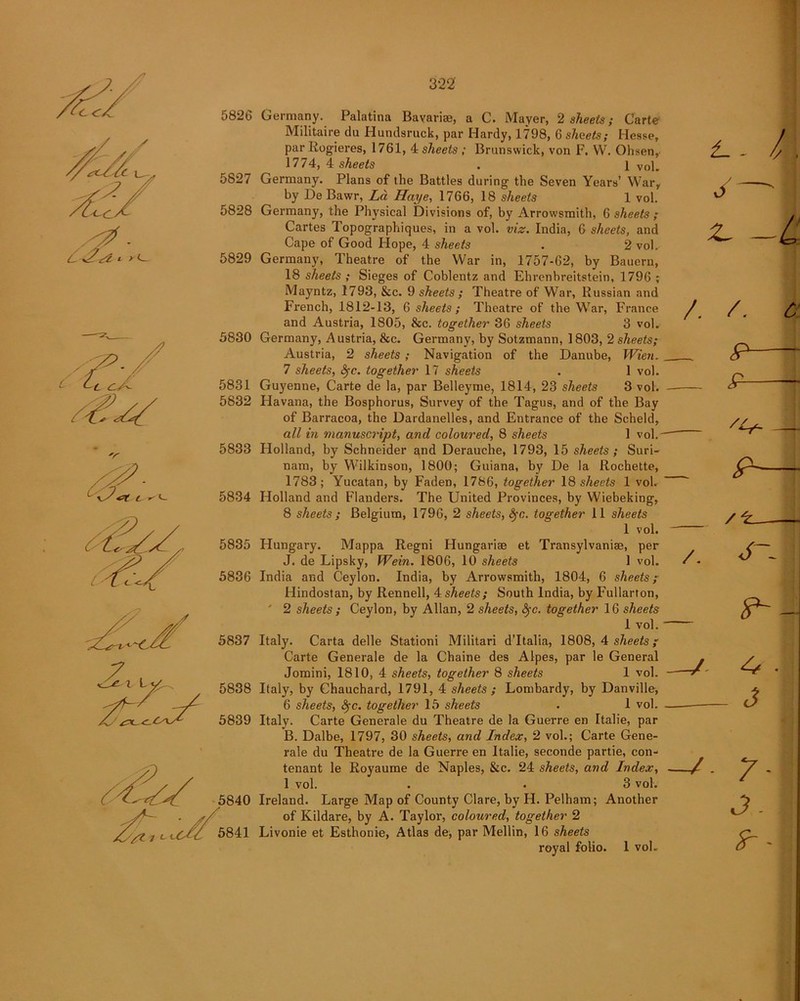 322
5826 Germany. Palatina Bavariæ, a C. Mayer, 2 sheets; Carte
Militaire du Hundsruck, par Hardy, 1798, 6 sheets; Hesse,
par Rogieres, 1761, 4 sheets; Brunswick, von F. W. Ohsen,
1774, 4 sheets . 1 vol.
5827 Germany. Plans of the Battles during the Seven Years' War,
by De Bawr, Là Haye, 1766, 18 sheets 1 vol.
5828 Germany, the Physical Divisions of, by Arrowsmith, 6 sheets;
Cartes Topographiques, in a vol. viz. India, 6 sheets, and
Cape of Good Hope, 4 sheets . 2 vol.
5829 Germany, Theatre of the War in, 1757-62, by Bauern,
18 sheets; Sieges of Coblentz and Ehrenbreitstein, 1796;
Mayntz, 1793, &c. 9 sheets; Theatre of War, Russian and
French, 1812-13, 6 sheets; Theatre of the War, France
and Austria, 1805, &c. together 36 sheets 3 vol.
5830 Germany, Austria, &c. Germany, by Sotzmann, 1803, 2 sheets;
Austria, 2 sheets; Navigation of the Danube, Wien.
7 sheets, &c. together 17 sheets . 1 vol.
5831 Guyenne, Carte de la, par Belleyme, 1814, 23 sheets 3 vol.
5832 Havana, the Bosphorus, Survey of the Tagus, and of the Bay
of Barracoa, the Dardanelles, and Entrance of the Scheld,
all in manuscript, and coloured, 8 sheets 1 vol.
5833 Holland, by Schneider and Derauche, 1793, 15 sheets; Suri-
nam, by Wilkinson, 1800; Guiana, by De la Rochette,
1783; Yucatan, by Faden, 1786, together 18 sheets 1 vol.
5834 Holland and Flanders. The United Provinces, by Wiebeking,
8 sheets; Belgium, 1796, 2 sheets, &c. together 11 sheets
1 vol.
5835 Hungary. Mappa Regni Hungariæ et Transylvaniæ, per
J. de Lipsky, Wein. 1806, 10 sheets 1 vol.
5836 India and Ceylon. India, by Arrowsmith, 1804, 6 sheets;
Hindostan, by Rennell, 4 sheets; South India, by Fullarton,
2 sheets; Ceylon, by Allan, 2 sheets, &c. together 16 sheets
1 vol.
5837 Italy. Carta delle Stationi Militari d'Italia, 1808, 4 sheets;
Carte Generale de la Chaine des Alpes, par le General
Jomini, 1810, 4 sheets, together 8 sheets 1 vol.
5838 Italy, by Chauchard, 1791, 4 sheets; Lombardy, by Danville,
6 sheets, &c. together 15 sheets . 1 vol.
5839 Italy. Carte Generale du Theatre de la Guerre en Italie, par
B. Dalbe, 1797, 30 sheets, and Index, 2 vol.; Carte Gene-
rale du Theatre de la Guerre en Italie, seconde partie, con-
tenant le Royaume de Naples, &c. 24 sheets, and Index,
1 vol. . . 3 vol.
5840 Ireland. Large Map of County Clare, by H. Pelham; Another
of Kildare, by A. Taylor, coloured, together 2
5841 Livonie et Esthonie, Atlas de, par Mellin, 16 sheets
royal folio. 1 vol.